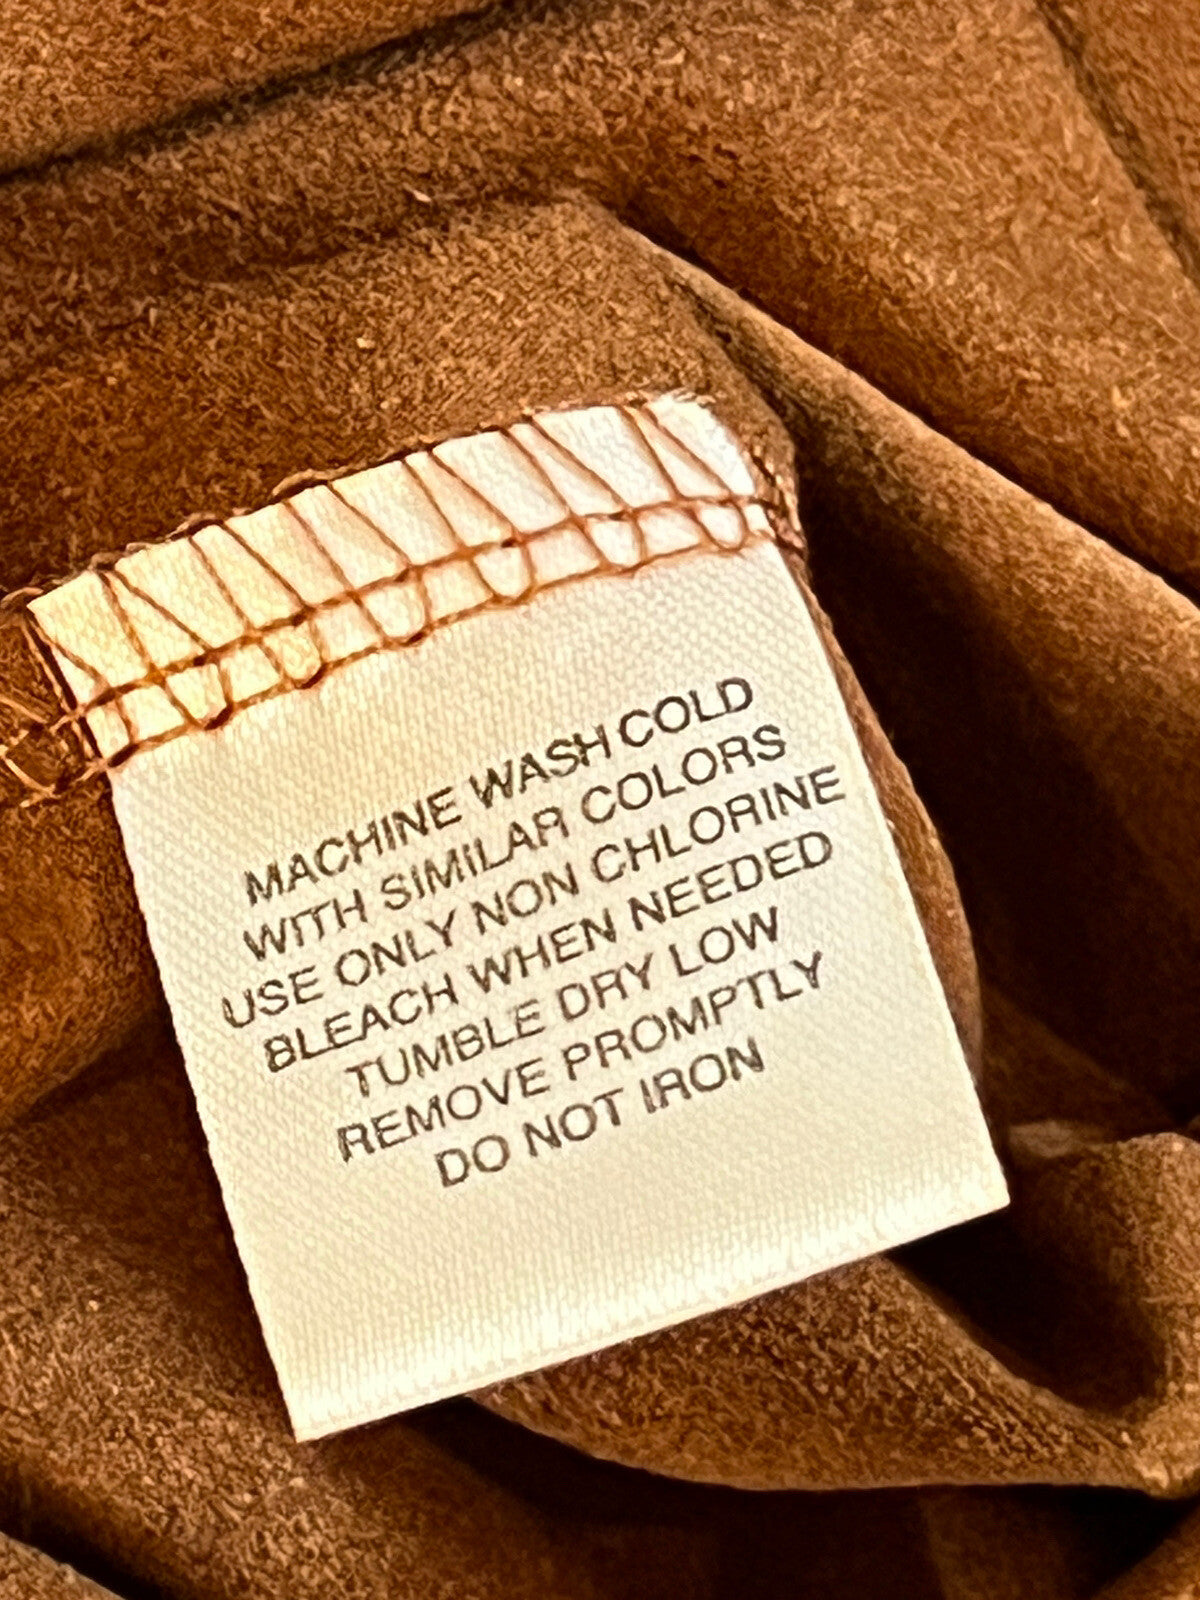 MACHINE WASH COLD
WITH SIMILAR COLORS
USE ONLY NON CHLORINE
BLEACH WHEN NEEDED
TUMBLE DRY LOW
REMOVE PROMPTLY
DO NOT IRON